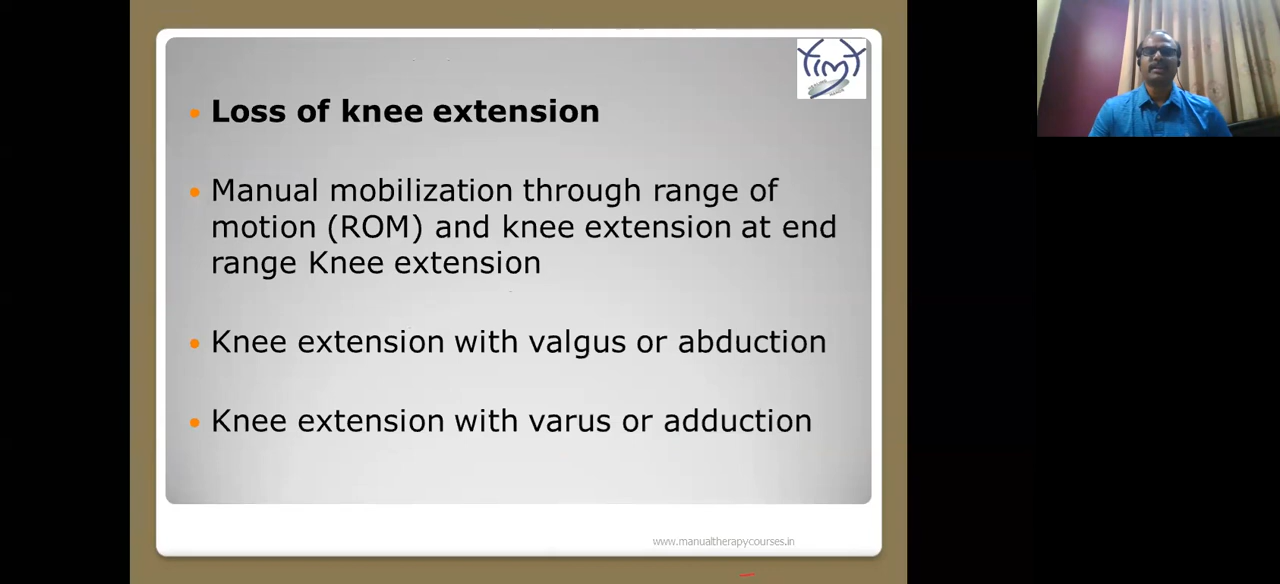 Loss of knee extension
Manual mobilization through range of
motion (ROM) and knee extension at end
range Knee extension
Knee extension with valgus or abduction
Knee extension with varus or adduction
www.manualtherapycourses.in